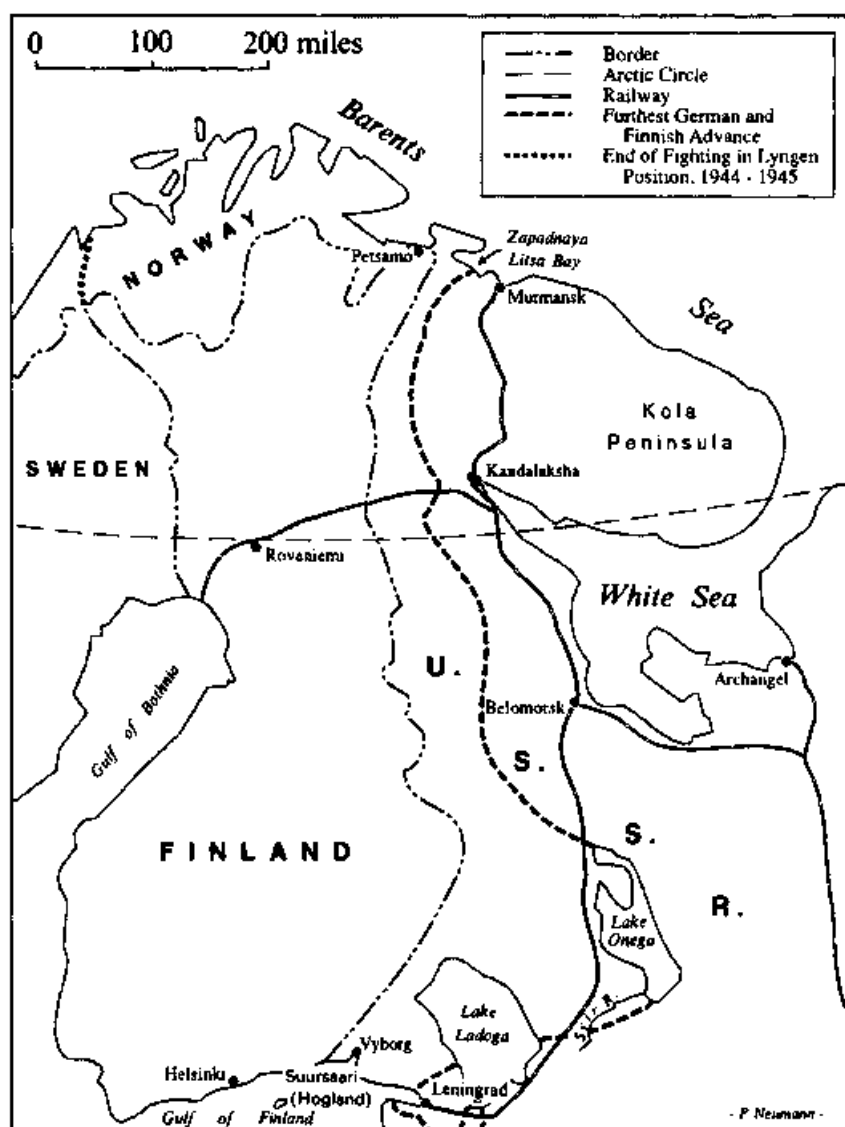 0 100 200 miles
Border
Arctic Circle
Railway
Furthest German and
Finnish Advance
End of Fighting in Lyngen
Position, 1944 - 1945
Barents
NORWAY
Petsamo
Zapadnaya
Litsa Bay
Murmansk
Sea
Kola
Peninsula
SWEDEN
Kandalaksha
Rovaniemi
White Sea
U.
Archangel
Belomorsk
Gulf of Bothnia
S.
FINLAND
S.
R.
Lake
Onega
Lake
Ladoga
Svir R.
Vyborg
Helsinki
Suursaari
(Hogland)
Leningrad
Gulf of Finland
- P Neumann -